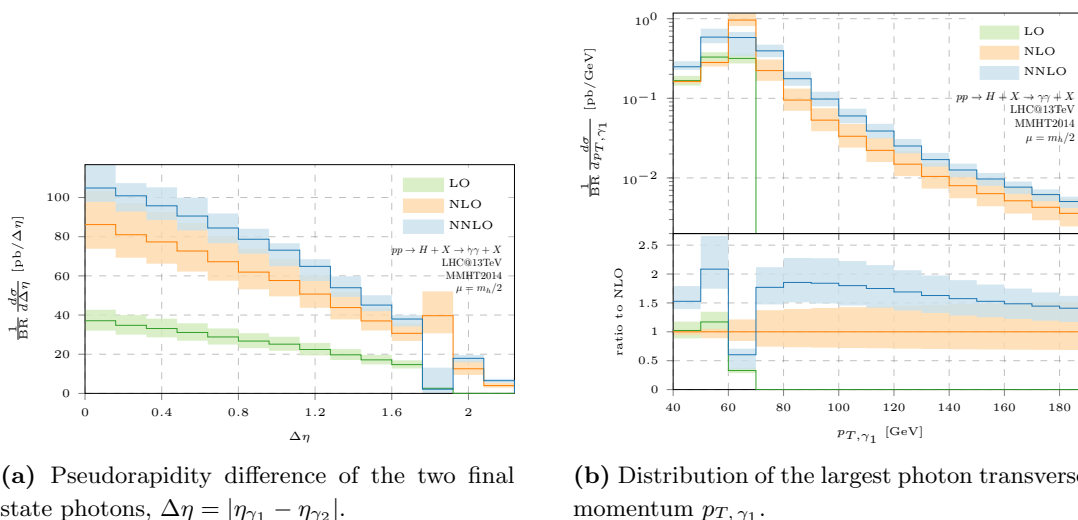 100
80
60
40
20
0
1/BR dσ/dΔη [pb/Δη]
LO
NLO
NNLO
pp → H + X → γγ + X
LHC@13TeV
MMHT2014
μ = m_h/2
0 0.4 0.8 1.2 1.6 2
Δη
(a) Pseudorapidity difference of the two final
state photons, Δη = |η_γ1 − η_γ2|.
10^0
10^−1
10^−2
1/BR dσ/dp_T,γ1 [pb/GeV]
LO
NLO
NNLO
pp → H + X → γγ + X
LHC@13TeV
MMHT2014
μ = m_h/2
2.5
2
1.5
1
0.5
0
ratio to NLO
40 60 80 100 120 140 160 180
p_T,γ1 [GeV]
(b) Distribution of the largest photon transverse
momentum p_T,γ1.